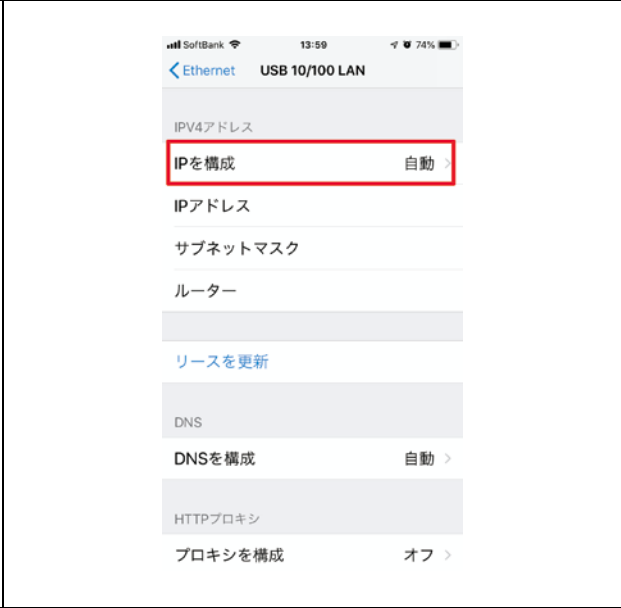 SoftBank 13:59 74%
Ethernet USB 10/100 LAN
IPV4アドレス
IPを構成 自動
IPアドレス
サブネットマスク
ルーター
リースを更新
DNS
DNSを構成 自動
HTTPプロキシ
プロキシを構成 オフ